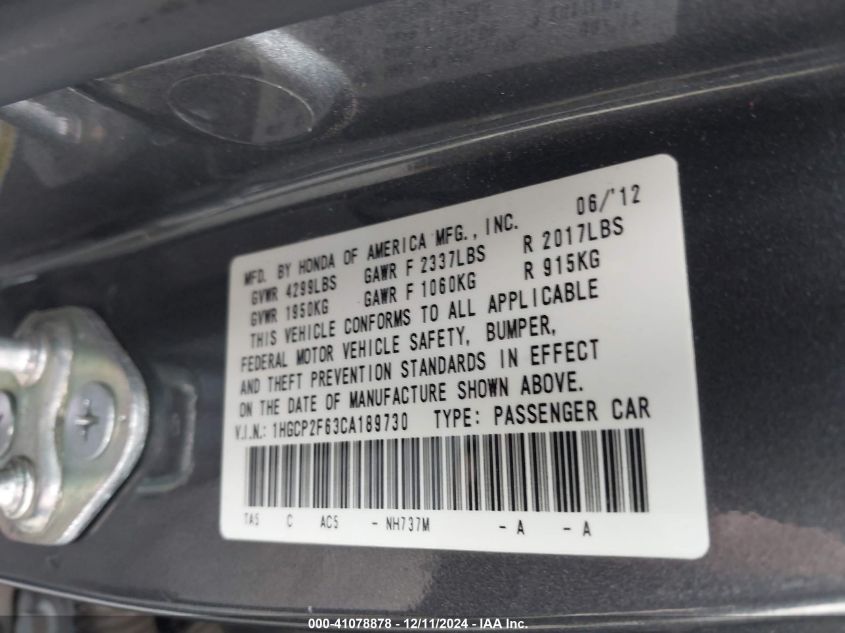 MFD. BY HONDA OF AMERICA MFG., INC. 06/'12
GVWR 4299LBS GAWR F 2337LBS R 2017LBS
GVWR 1950KG GAWR F 1060KG R 915KG
THIS VEHICLE CONFORMS TO ALL APPLICABLE
FEDERAL MOTOR VEHICLE SAFETY, BUMPER,
AND THEFT PREVENTION STANDARDS IN EFFECT
ON THE DATE OF MANUFACTURE SHOWN ABOVE.
V.I.N.: 1HGCP2F63CA189730 TYPE: PASSENGER CAR
TA5 C AC5 - NH737M - A - A
000-41078878 - 12/11/2024 - IAA Inc.